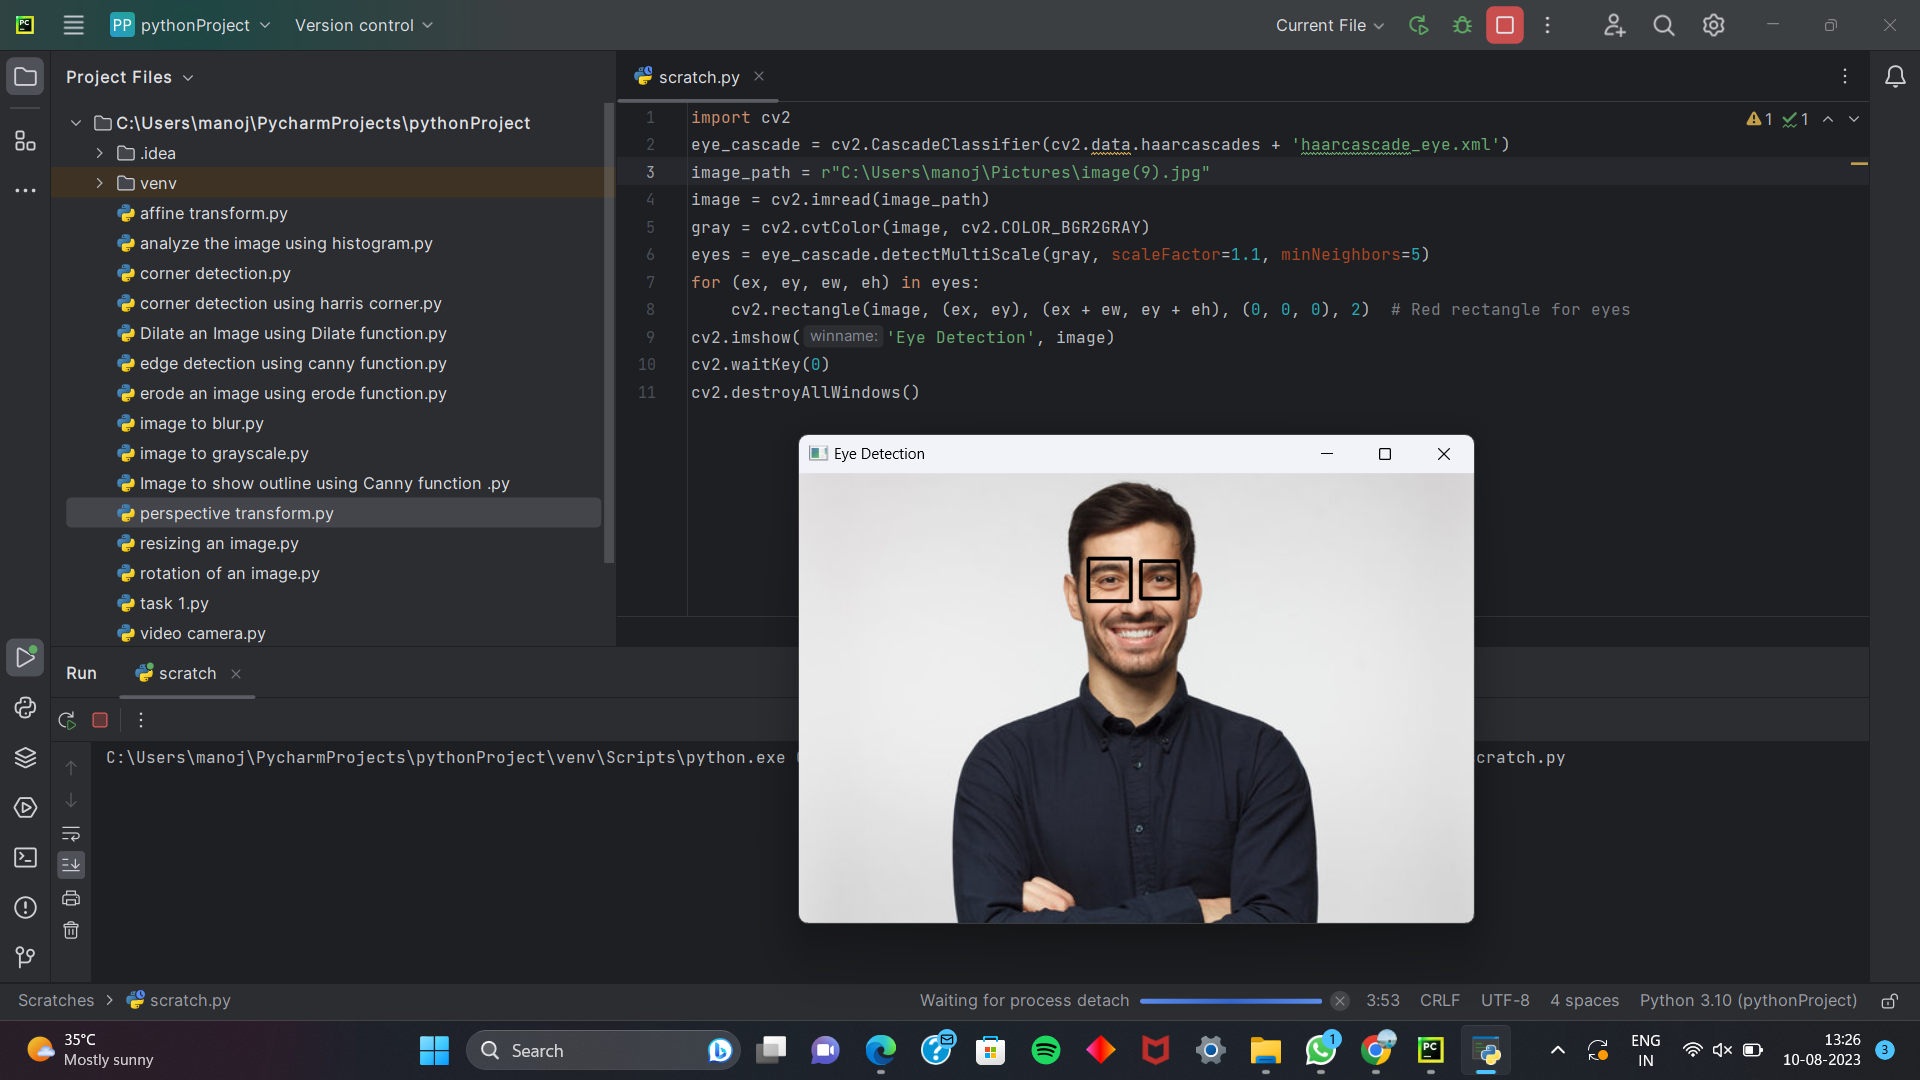 PC
PP pythonProject Version control Current File
Project Files
C:\Users\manoj\PycharmProjects\pythonProject
.idea
venv
affine transform.py
analyze the image using histogram.py
corner detection.py
corner detection using harris corner.py
Dilate an Image using Dilate function.py
edge detection using canny function.py
erode an image using erode function.py
image to blur.py
image to grayscale.py
Image to show outline using Canny function .py
perspective transform.py
resizing an image.py
rotation of an image.py
task 1.py
video camera.py
scratch.py
1 1
1 import cv2
2 eye_cascade = cv2.CascadeClassifier(cv2.data.haarcascades + 'haarcascade_eye.xml')
3 image_path = r"C:\Users\manoj\Pictures\image(9).jpg"
4 image = cv2.imread(image_path)
5 gray = cv2.cvtColor(image, cv2.COLOR_BGR2GRAY)
6 eyes = eye_cascade.detectMultiScale(gray, scaleFactor=1.1, minNeighbors=5)
7 for (ex, ey, ew, eh) in eyes:
8 cv2.rectangle(image, (ex, ey), (ex + ew, ey + eh), (0, 0, 0), 2)  # Red rectangle for eyes
9 cv2.imshow( winname: 'Eye Detection', image)
10 cv2.waitKey(0)
11 cv2.destroyAllWindows()
Eye Detection
Run scratch
C:\Users\manoj\PycharmProjects\pythonProject\venv\Scripts\python.exe
cratch.py
Scratches > scratch.py
Waiting for process detach 3:53 CRLF UTF-8 4 spaces Python 3.10 (pythonProject)
35°C
Mostly sunny
Search
1
PC
ENG
IN
13:26
10-08-2023
3